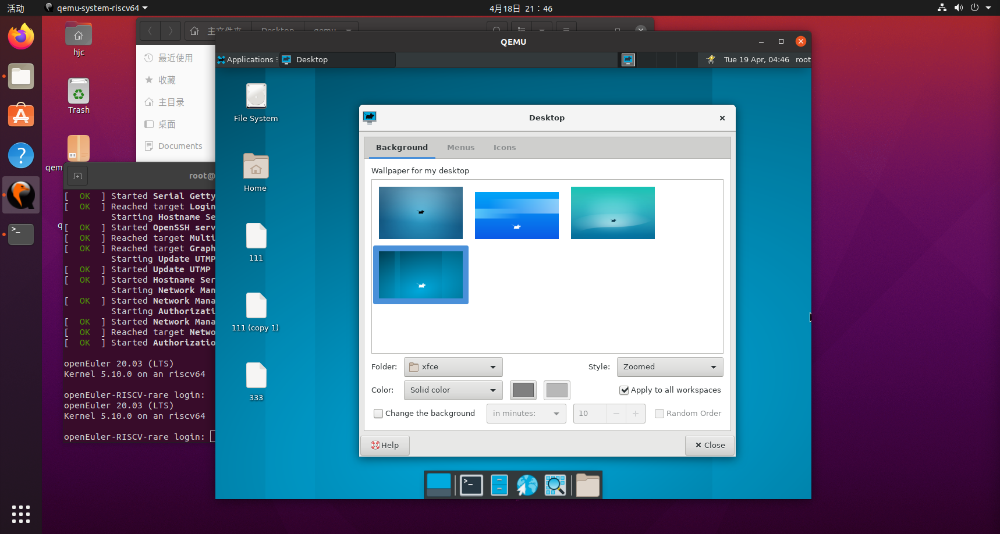 活动
qemu-system-riscv64
4月18日 21：46
hjc
Trash
qem
q
主文件夹
Desktop
qemu
最近使用
收藏
主目录
桌面
Documents
root@
[  OK  ] Started Serial Getty
[  OK  ] Reached target Login
Starting Hostname Se
[  OK  ] Started OpenSSH serv
[  OK  ] Reached target Multi
[  OK  ] Reached target Graph
Starting Update UTMP
[  OK  ] Started Update UTMP
[  OK  ] Started Hostname Ser
Starting Network Man
[  OK  ] Started Network Mana
Starting Authorizati
[  OK  ] Started Network Mana
[  OK  ] Reached target Netwo
[  OK  ] Started Authorizatio
openEuler 20.03 (LTS)
Kernel 5.10.0 on an riscv64
openEuler-RISCV-rare login:
openEuler 20.03 (LTS)
Kernel 5.10.0 on an riscv64
openEuler-RISCV-rare login:
QEMU
Applications
Desktop
Tue 19 Apr, 04:46
root
File System
Home
111
111 (copy 1)
333
Desktop
Background
Menus
Icons
Wallpaper for my desktop
Folder:
xfce
Style:
Zoomed
Color:
Solid color
Apply to all workspaces
Change the background
in minutes:
10
Random Order
Help
Close